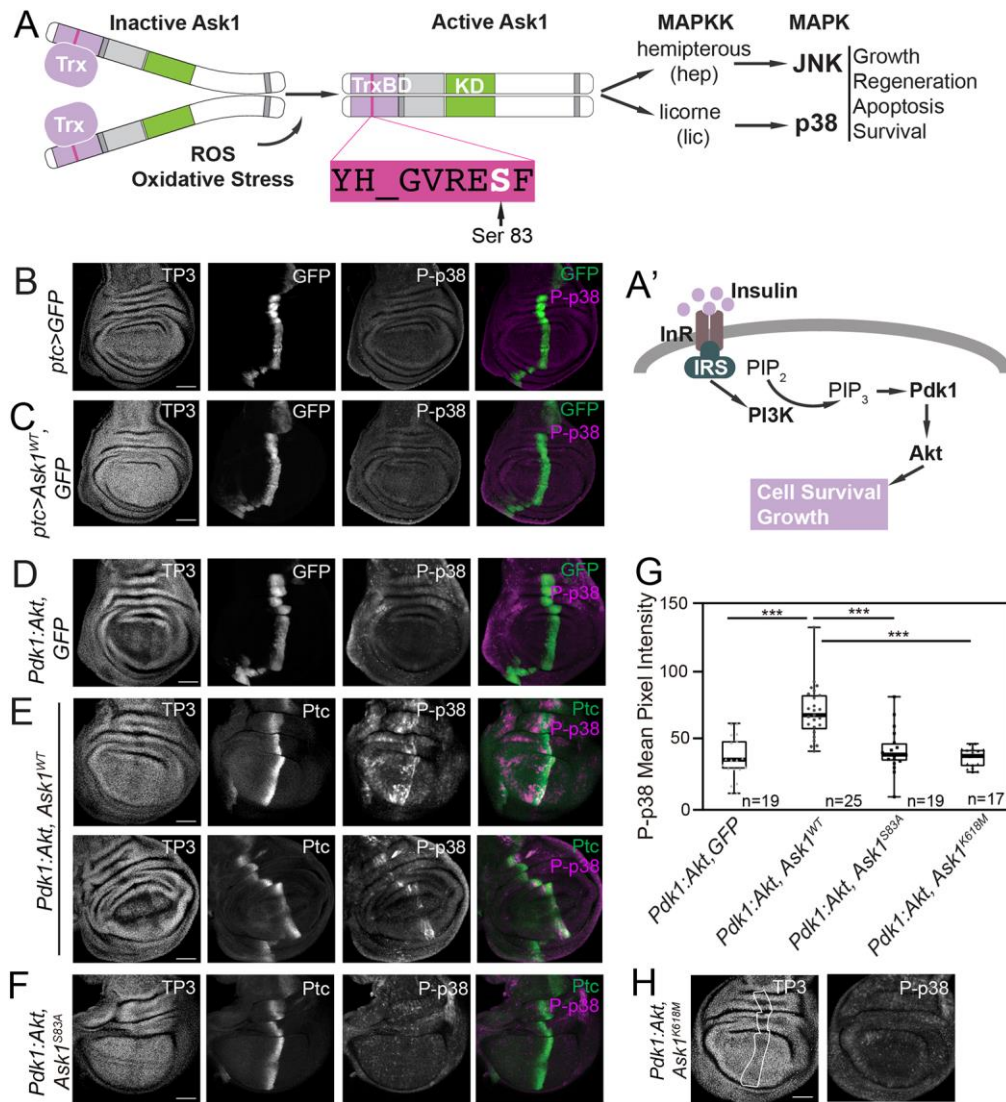 A
Inactive Ask1
Active Ask1
MAPKK
MAPK
Trx
Trx
ROS
Oxidative Stress
TrxBD
KD
hemipterous
(hep)
licorne
(lic)
JNK
p38
Growth
Regeneration
Apoptosis
Survival
YH_GVRESF
Ser 83
B
ptc>GFP
TP3
GFP
P-p38
GFP
P-p38
C
ptc>Ask1WT,
GFP
TP3
GFP
P-p38
GFP
P-p38
A'
Insulin
InR
IRS
PIP2
PI3K
PIP3
Pdk1
Akt
Cell Survival
Growth
D
Pdk1:Akt,
GFP
TP3
GFP
P-p38
GFP
P-p38
E
Pdk1:Akt, Ask1WT
TP3
Ptc
P-p38
Ptc
P-p38
TP3
Ptc
P-p38
Ptc
P-p38
F
Pdk1:Akt,
Ask1S83A
TP3
Ptc
P-p38
Ptc
P-p38
G
P-p38 Mean Pixel Intensity
150
100
50
0
***
***
***
n=19
n=25
n=19
n=17
Pdk1:Akt,GFP
Pdk1:Akt, Ask1WT
Pdk1:Akt, Ask1S83A
Pdk1:Akt, Ask1K618M
H
Pdk1:Akt,
Ask1K618M
TP3
P-p38